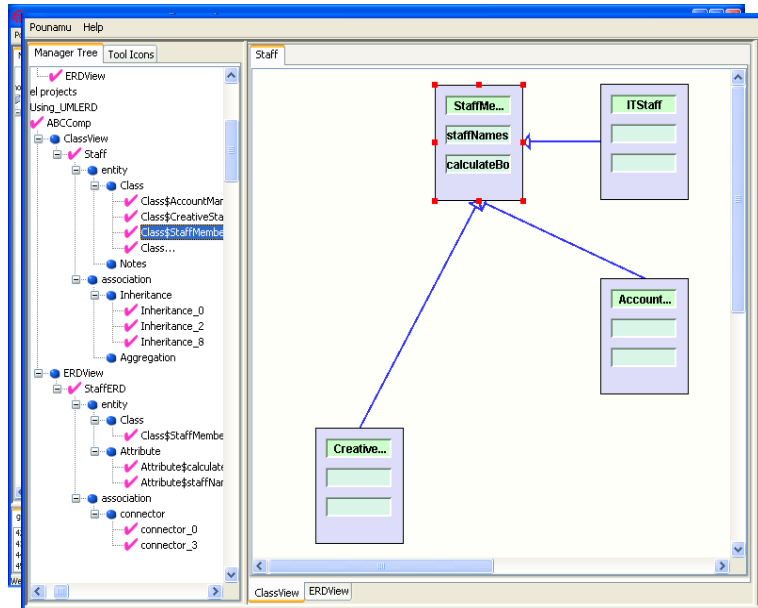 Pounamu Help
Manager Tree Tool Icons
ERDView
el projects
Using_UMLERD
ABCComp
ClassView
Staff
entity
Class
Class$AccountMar
Class$CreativeSta
Class$StaffMembe
Class...
Notes
association
Inheritance
Inheritance_0
Inheritance_2
Inheritance_8
Aggregation
ERDView
StaffERD
entity
Class
Class$StaffMembe
Attribute
Attribute$calculate
Attribute$staffNar
association
connector
connector_0
connector_3
Staff
StaffMe...
staffNames
calculateBo
ITStaff
Account...
Creative...
ClassView ERDView